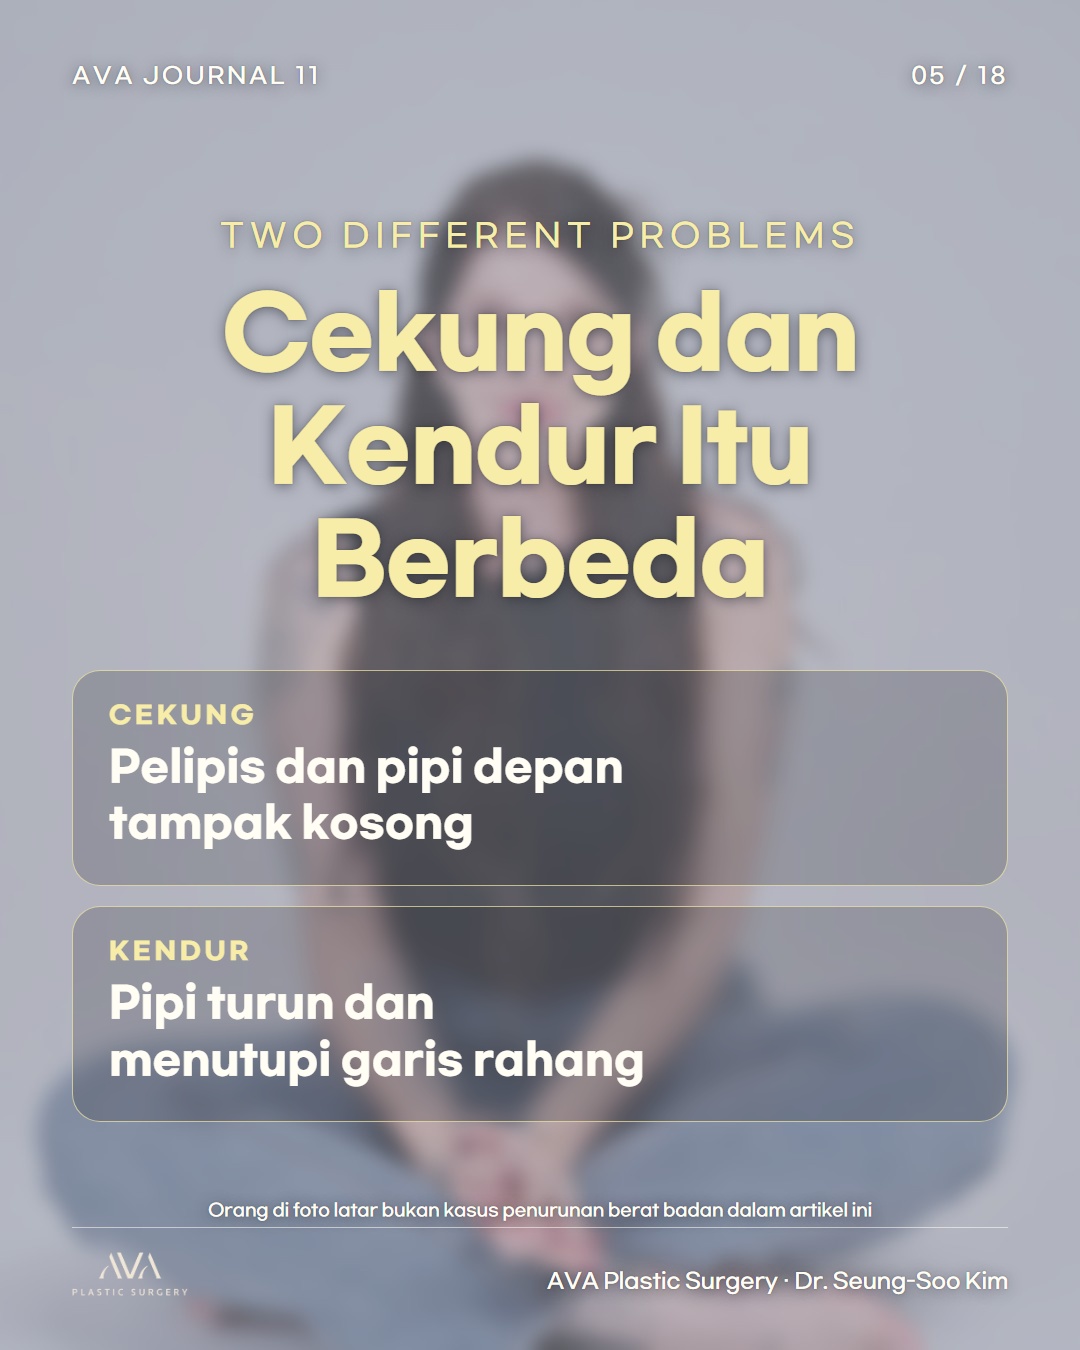 AVA JOURNAL 11
05 / 18
TWO DIFFERENT PROBLEMS
Cekung dan
Kendur Itu
Berbeda
CEKUNG
Pelipis dan pipi depan
tampak kosong
KENDUR
Pipi turun dan
menutupi garis rahang
Orang di foto latar bukan kasus penurunan berat badan dalam artikel ini
AVA
PLASTIC SURGERY
AVA Plastic Surgery · Dr. Seung-Soo Kim